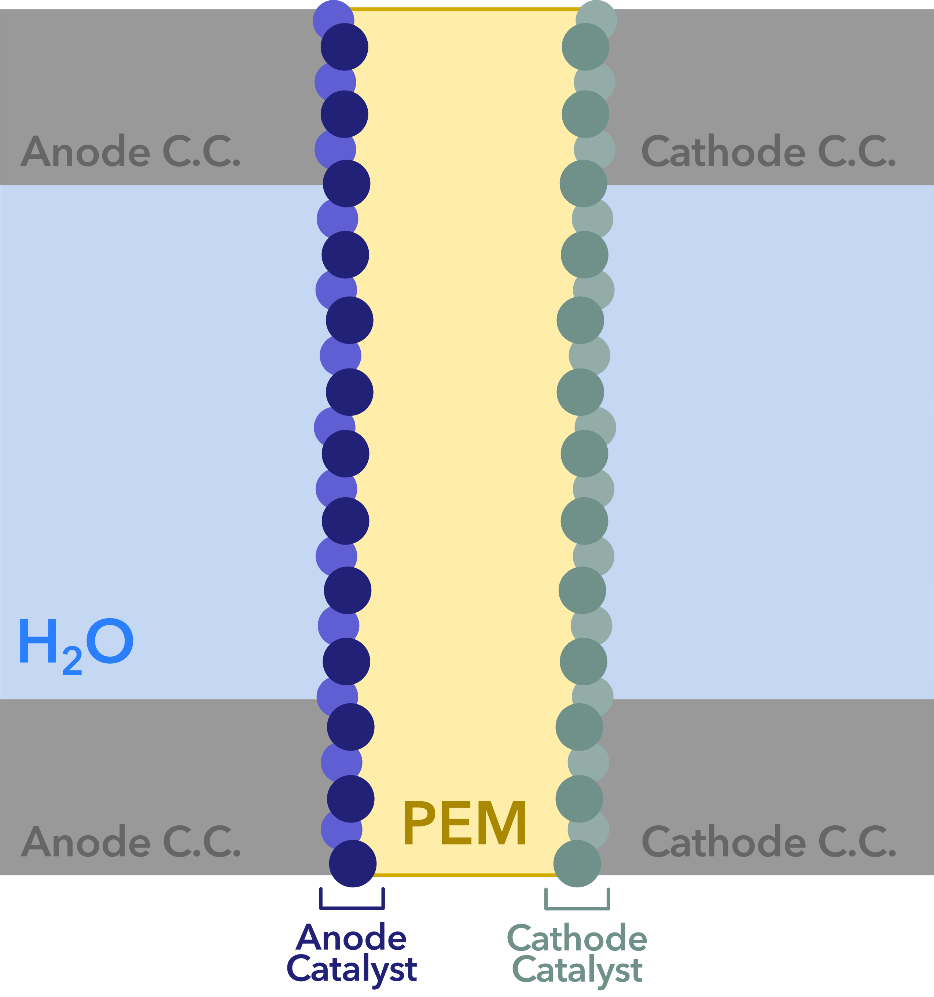 Anode C.C.
Cathode C.C.
H₂O
PEM
Anode C.C.
Cathode C.C.
Anode
Catalyst
Cathode
Catalyst